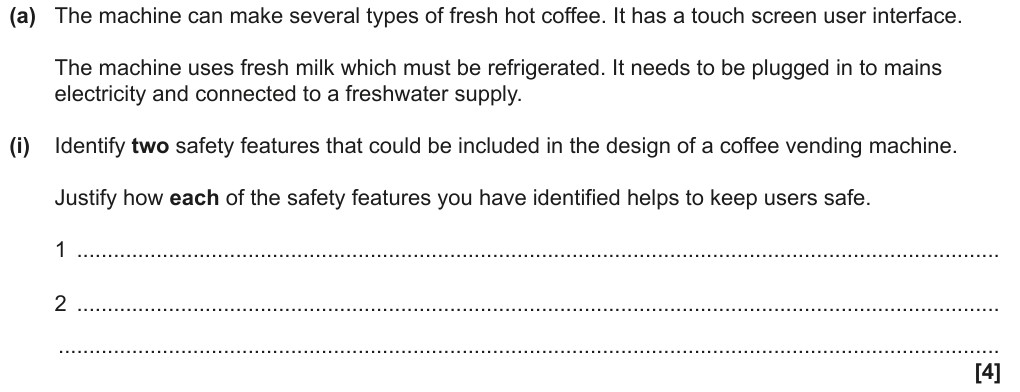 (a) The machine can make several types of fresh hot coffee. It has a touch screen user interface.
The machine uses fresh milk which must be refrigerated. It needs to be plugged in to mains
electricity and connected to a freshwater supply.
(i) Identify two safety features that could be included in the design of a coffee vending machine.
Justify how each of the safety features you have identified helps to keep users safe.
1 ....................................................................................................
2 ....................................................................................................
....................................................................................................
[4]